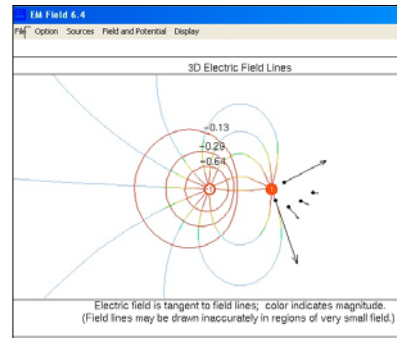 EM Field 6.4
File Option Sources Field and Potential Display
3D Electric Field Lines
-0.13
-0.29
-0.64
Electric field is tangent to field lines; color indicates magnitude.
(Field lines may be drawn inaccurately in regions of very small field.)